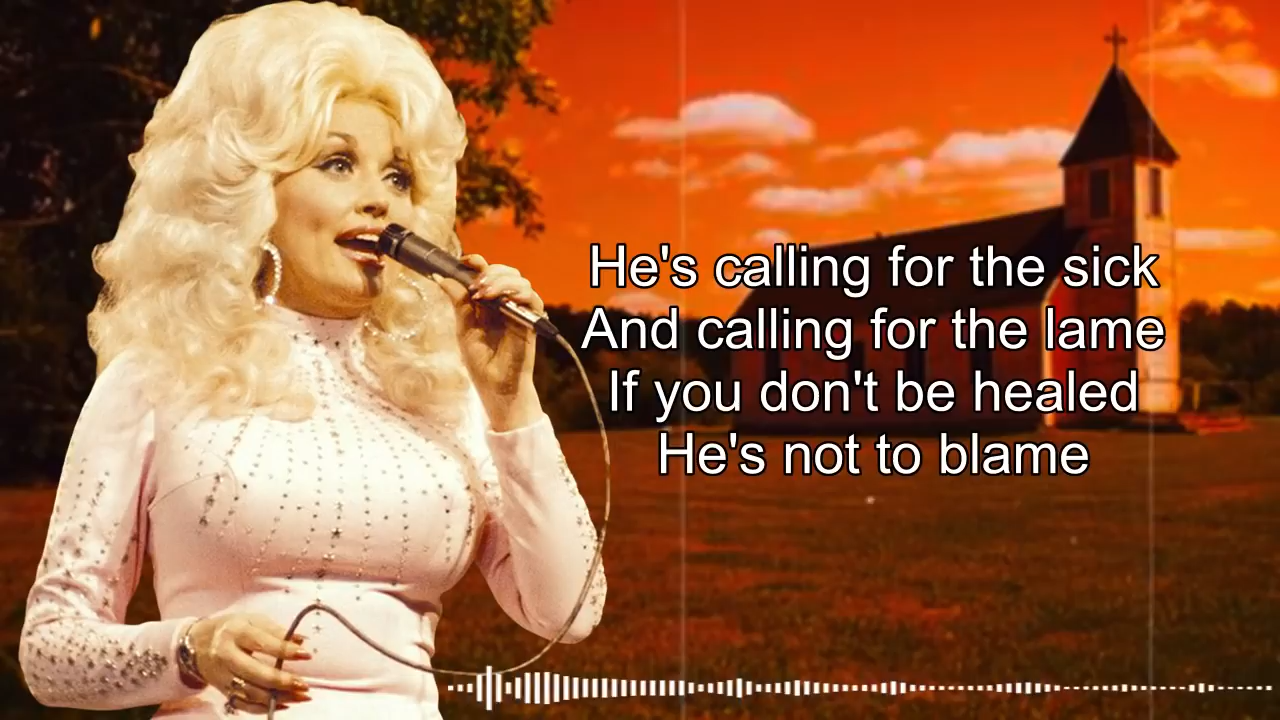 He's calling for the sick
And calling for the lame
If you don't be healed
He's not to blame